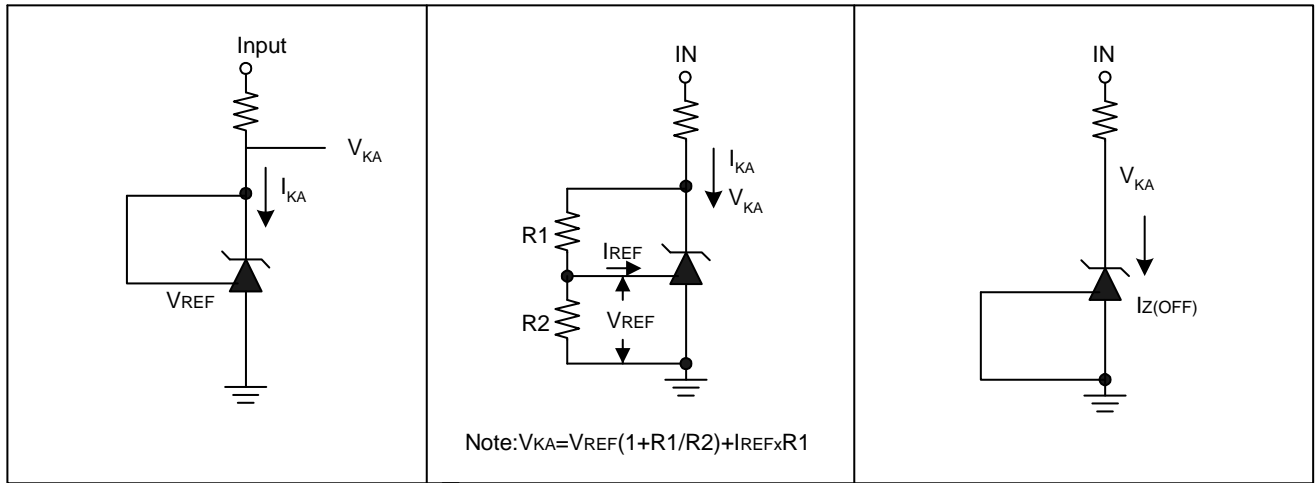 Input
VKA
IKA
VREF
IN
IKA
VKA
R1
IREF
R2
VREF
Note:VKA=VREF(1+R1/R2)+IREFxR1
IN
VKA
IZ(OFF)